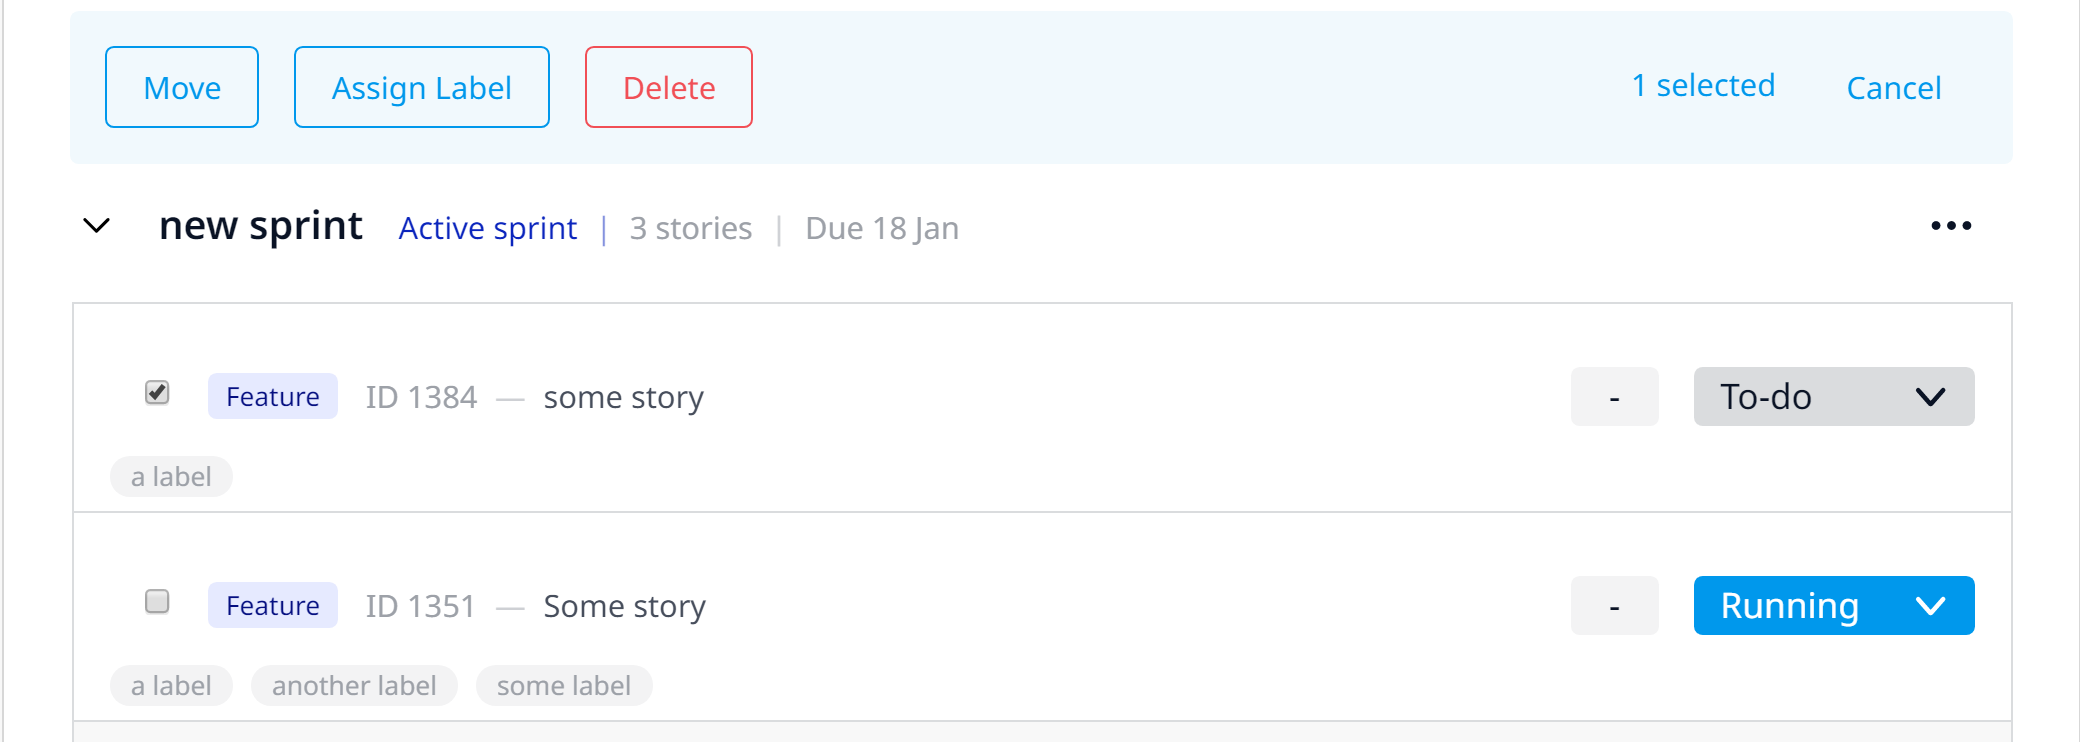 Move Assign Label Delete 1 selected Cancel
new sprint Active sprint | 3 stories | Due 18 Jan
Feature ID 1384 — some story - To-do
a label
Feature ID 1351 — Some story - Running
a label another label some label